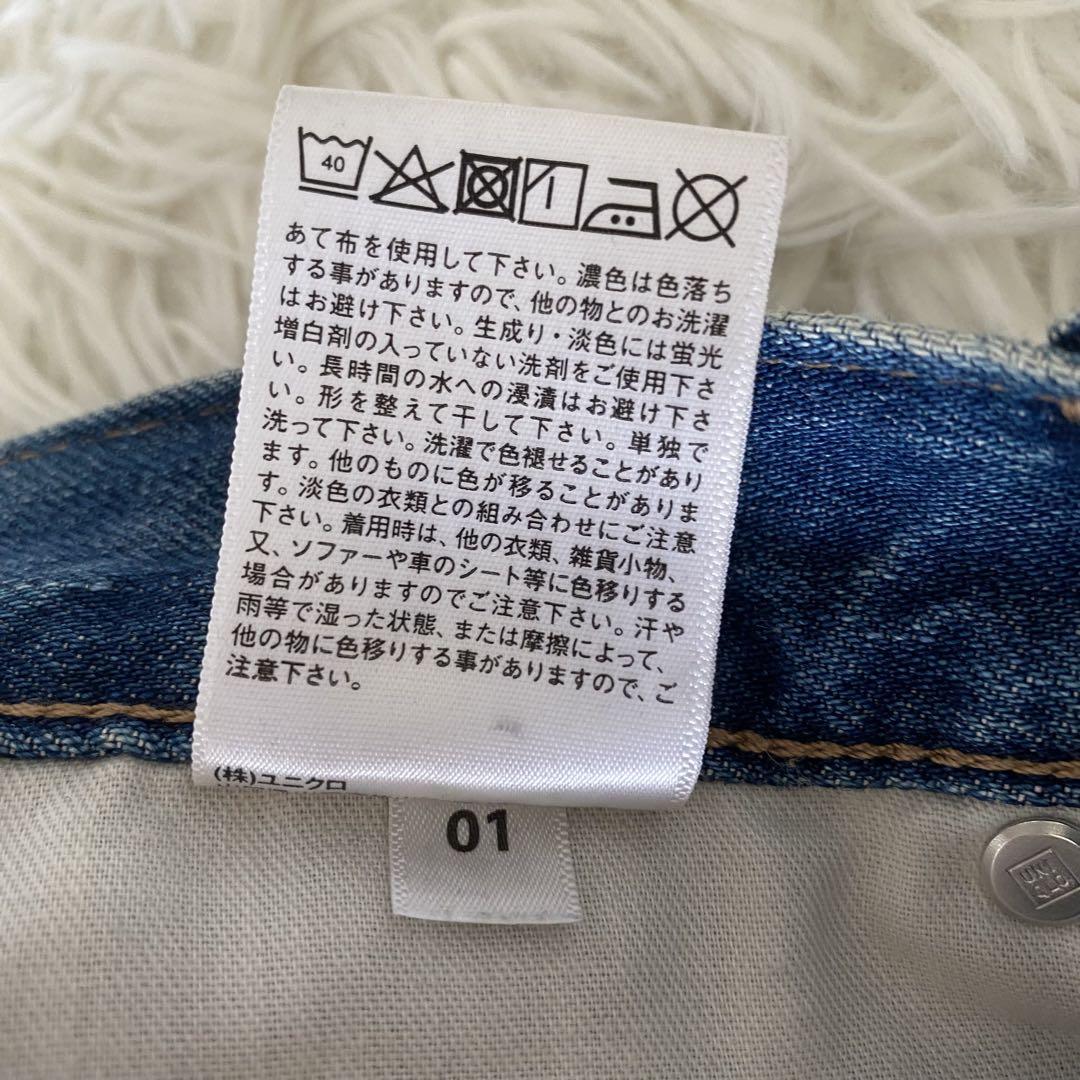 40
あて布を使用して下さい。濃色は色落ち
する事がありますので、他の物とのお洗濯
はお避け下さい。生成り・淡色には蛍光
増白剤の入っていない洗剤をご使用下さ
い。長時間の水への浸漬はお避け下さ
い。形を整えて干して下さい。単独で
洗って下さい。洗濯で色褪せることがあり
ます。他のものに色が移ることがありま
す。淡色の衣類との組み合わせにご注意
下さい。着用時は、他の衣類、雑貨小物、
又、ソファーや車のシート等に色移りする
場合がありますのでご注意下さい。汗や
雨等で湿った状態、または摩擦によって、
他の物に色移りする事がありますので、ご
注意下さい。
(株)ユニクロ
01
UNI
QLO